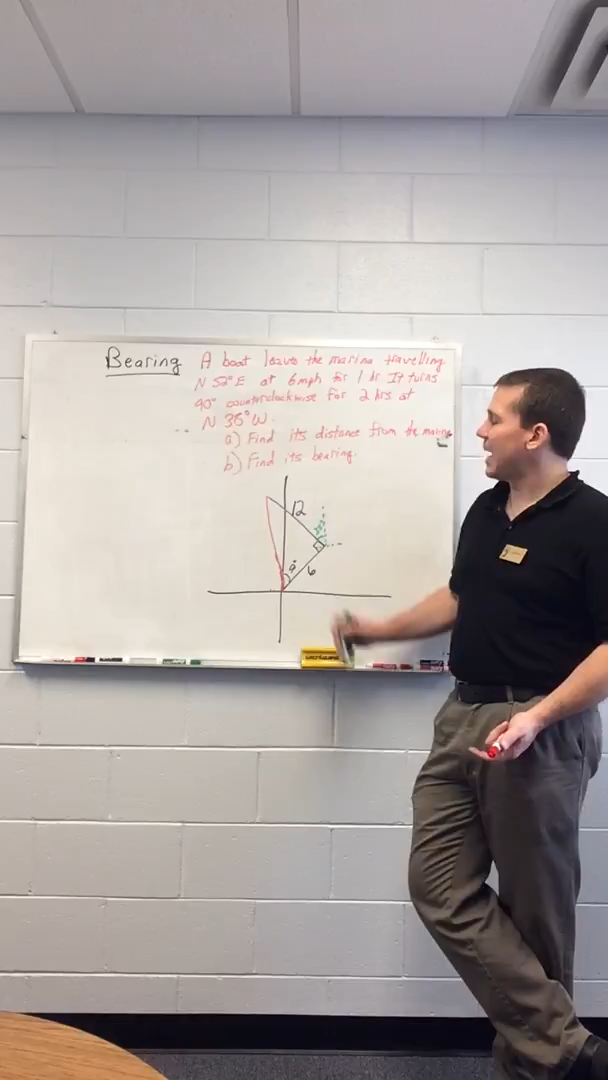 Bearing A boat leaves the marina travelling
N 52° E at 6mph for 1 hr It turns
90° counterclockwise for 2 hrs at
N 38° W.
a) Find its distance from the marina
b) Find its bearing.
12
6